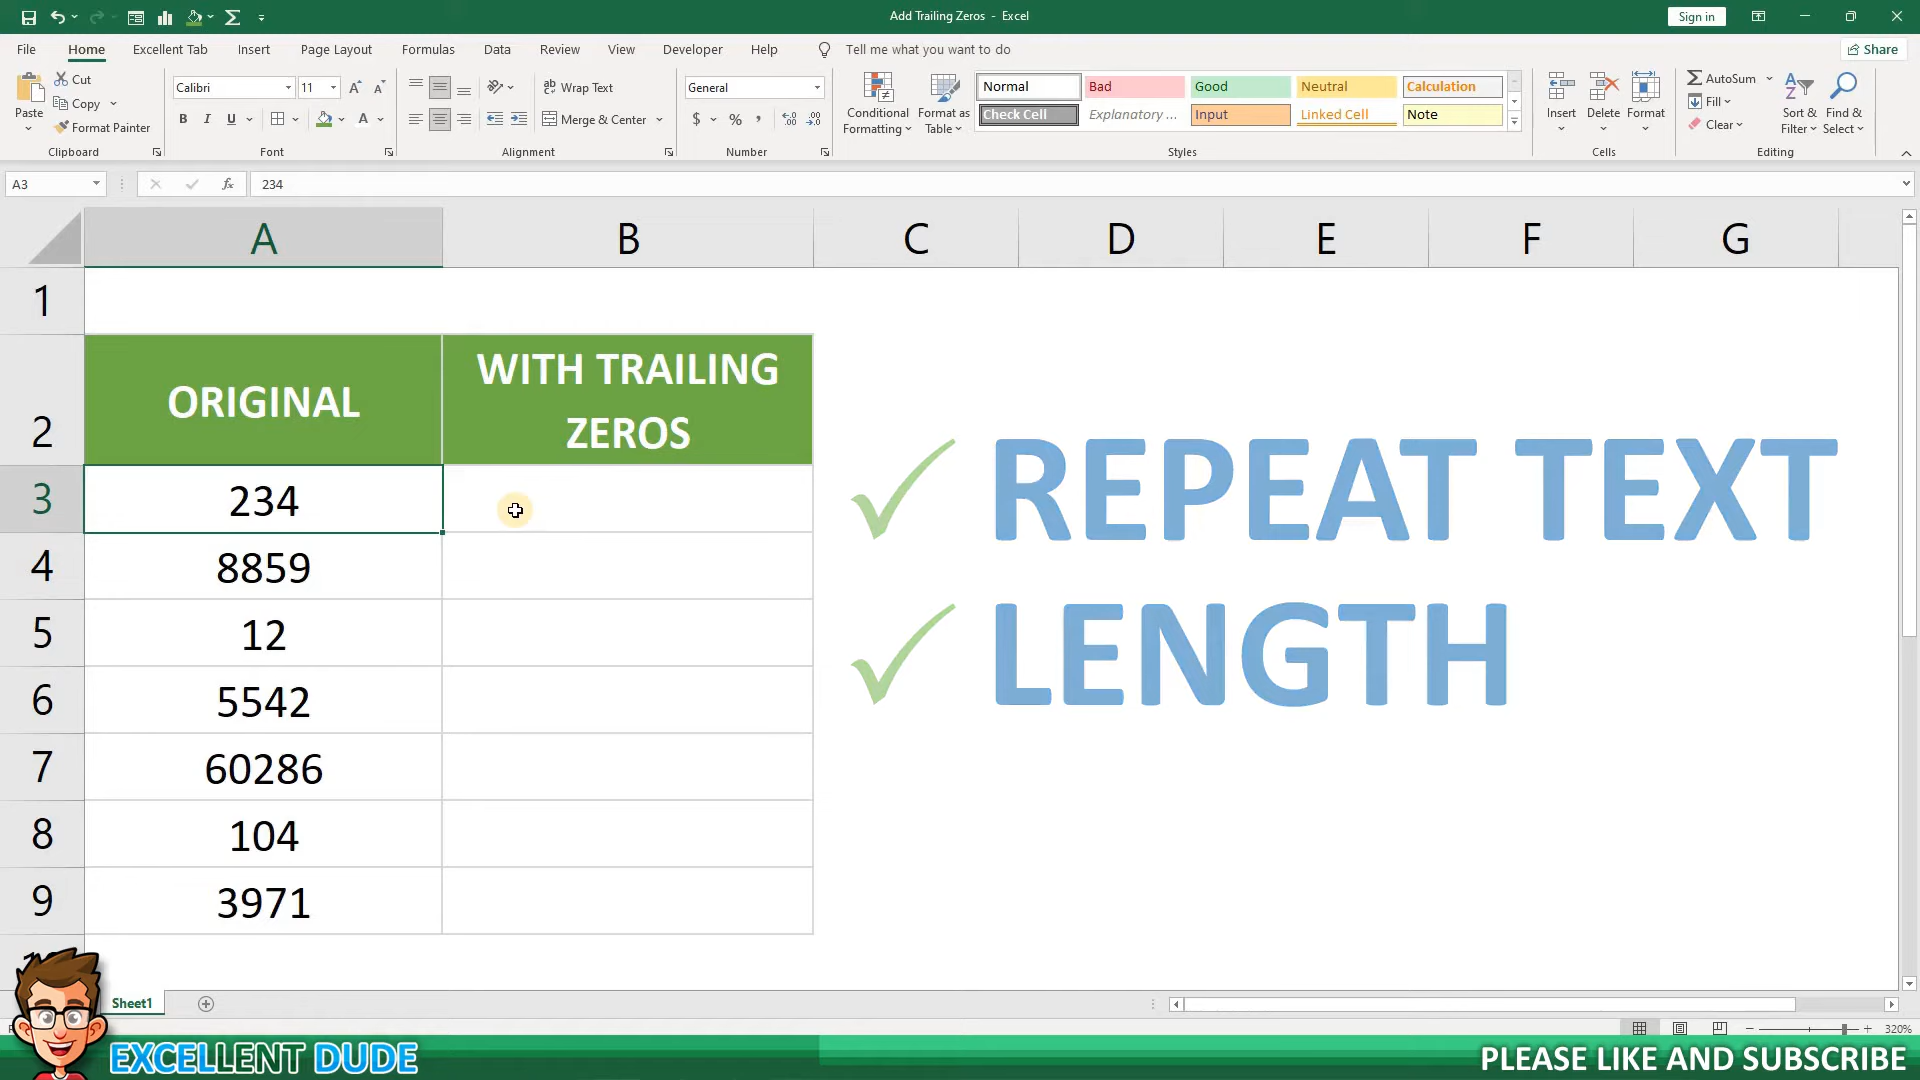 Add Trailing Zeros - Excel
Sign in
File Home Excellent Tab Insert Page Layout Formulas Data Review View Developer Help Tell me what you want to do Share
Paste
Cut
Copy
Format Painter
Clipboard
Calibri 11
B I U A
Font
Wrap Text
Merge & Center
Alignment
General
$ % ,
Number
Conditional Formatting
Format as Table
Normal Bad Good Neutral Calculation
Check Cell Explanatory ... Input Linked Cell Note
Styles
Insert Delete Format
Cells
AutoSum
Fill
Clear
Sort & Filter
Find & Select
Editing
A3 fx 234
A B C D E F G
1
2 ORIGINAL WITH TRAILING ZEROS
3 234
4 8859
5 12
6 5542
7 60286
8 104
9 3971
REPEAT TEXT
LENGTH
Sheet1
320%
EXCELLENT DUDE
PLEASE LIKE AND SUBSCRIBE